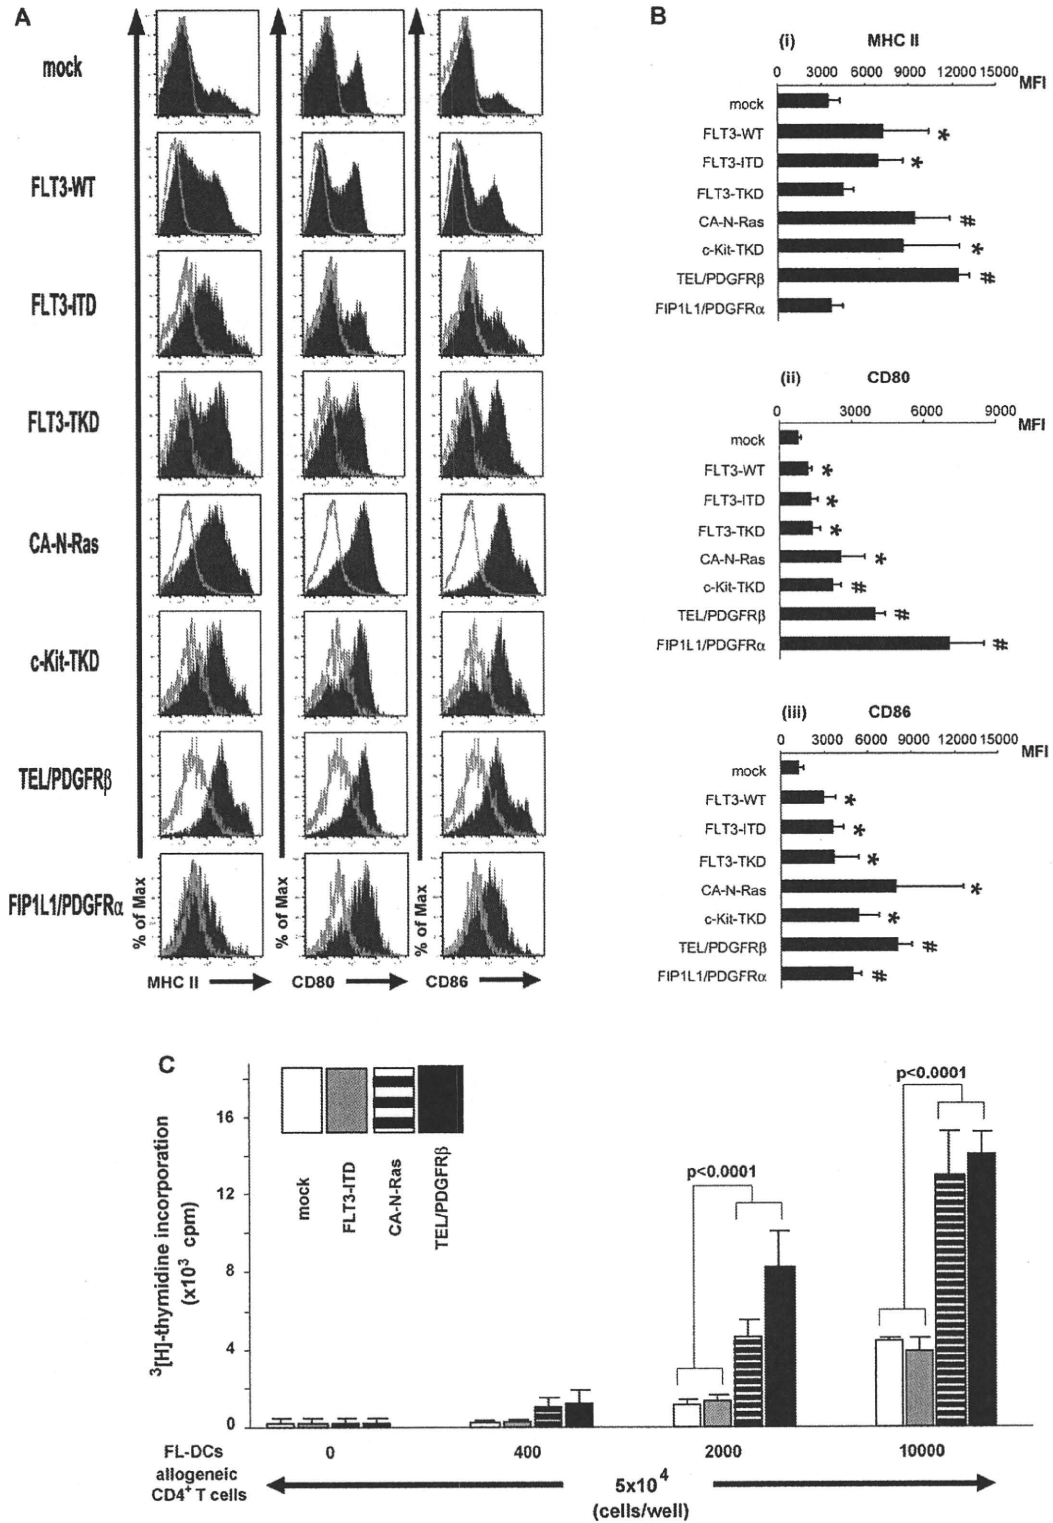 A
mock
FLT3-WT
FLT3-ITD
FLT3-TKD
CA-N-Ras
c-Kit-TKD
TEL/PDGFRβ
FIP1L1/PDGFRα
% of Max
% of Max
% of Max
MHC II
CD80
CD86
B
(i) MHC II
0 3000 6000 9000 12000 15000
MFI
mock
FLT3-WT *
FLT3-ITD *
FLT3-TKD
CA-N-Ras #
c-Kit-TKD *
TEL/PDGFRβ #
FIP1L1/PDGFRα
(ii) CD80
0 3000 6000 9000
MFI
mock
FLT3-WT *
FLT3-ITD *
FLT3-TKD *
CA-N-Ras *
c-Kit-TKD #
TEL/PDGFRβ #
FIP1L1/PDGFRα #
(iii) CD86
0 3000 6000 9000 12000 15000
MFI
mock
FLT3-WT *
FLT3-ITD *
FLT3-TKD *
CA-N-Ras *
c-Kit-TKD *
TEL/PDGFRβ #
FIP1L1/PDGFRα #
C
³[H]-thymidine incorporation
(x10³ cpm)
16
12
8
4
0
mock
FLT3-ITD
CA-N-Ras
TEL/PDGFRβ
p<0.0001
p<0.0001
FL-DCs 0 400 2000 10000
allogeneic
CD4⁺ T cells
5x10⁴
(cells/well)